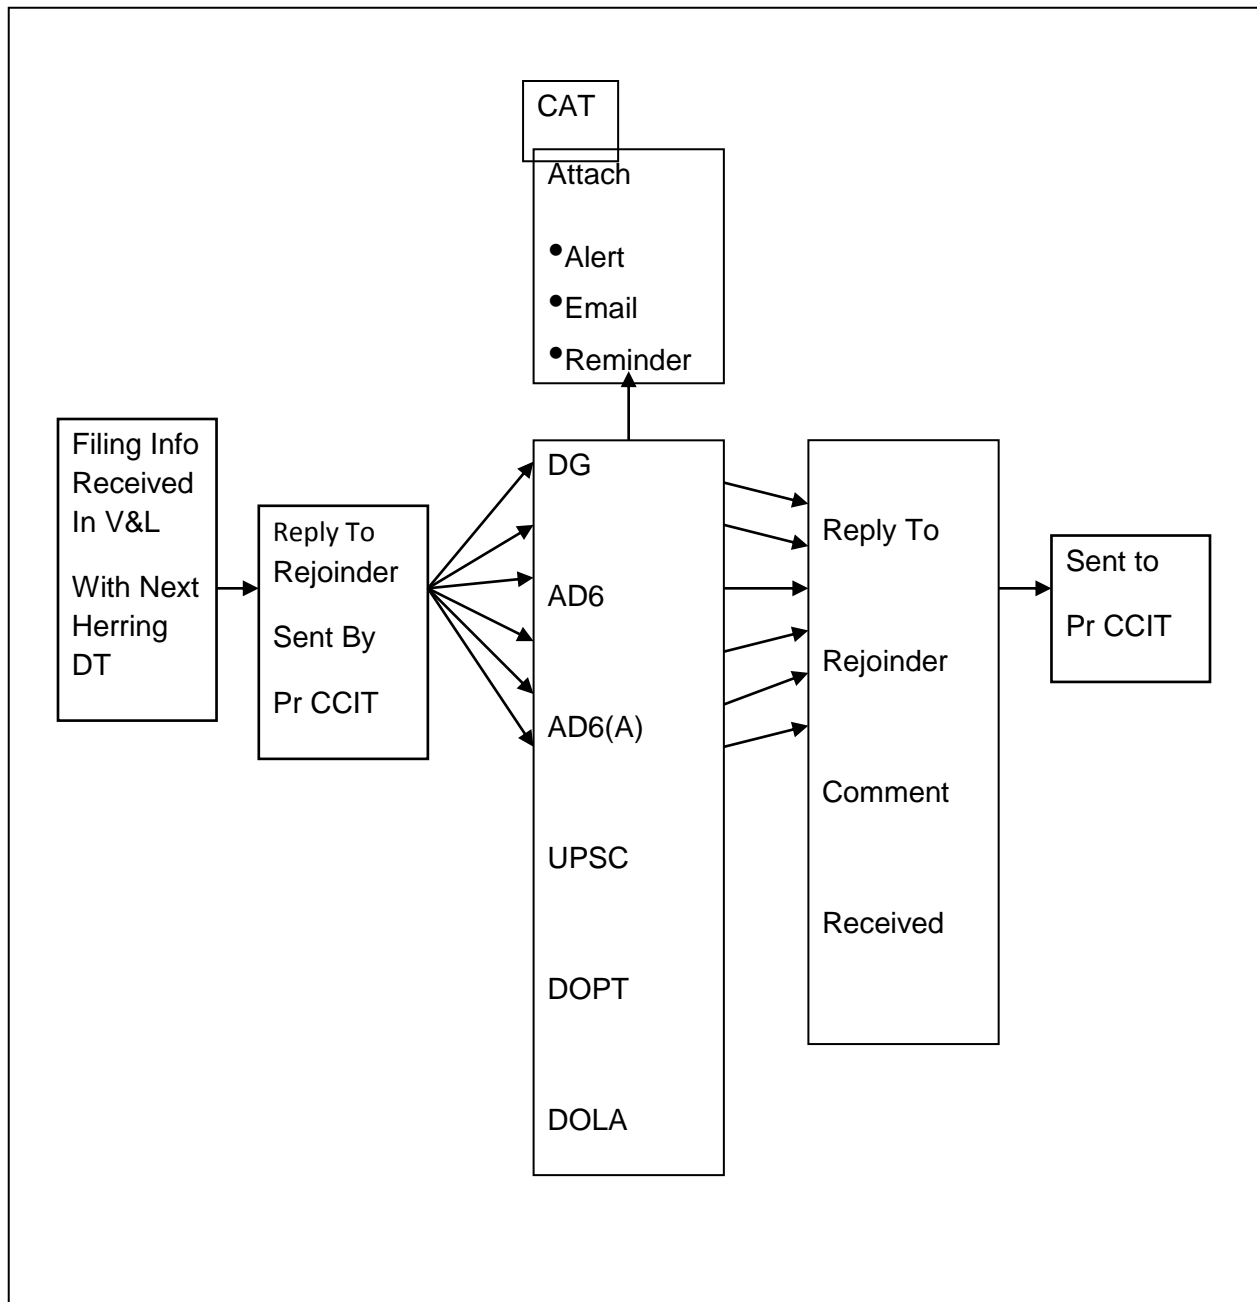 CAT
Attach
•Alert
•Email
•Reminder
Filing Info
Received
In V&L
With Next
Herring
DT
Reply To
Rejoinder
Sent By
Pr CCIT
DG
AD6
AD6(A)
UPSC
DOPT
DOLA
Reply To
Rejoinder
Comment
Received
Sent to
Pr CCIT